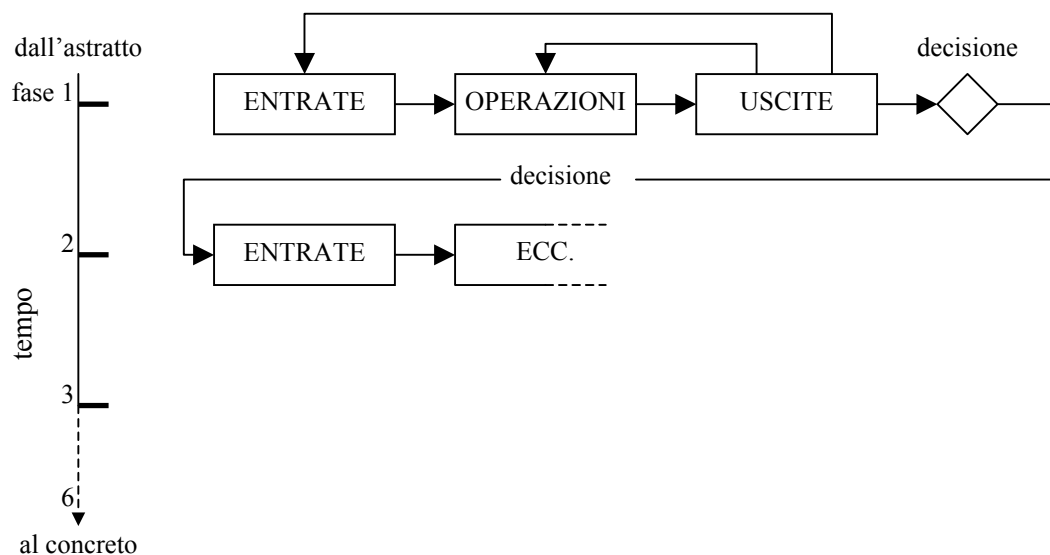 dall’astratto
decisione
fase 1
ENTRATE
OPERAZIONI
USCITE
decisione
2
ENTRATE
ECC.
tempo
3
6
al concreto